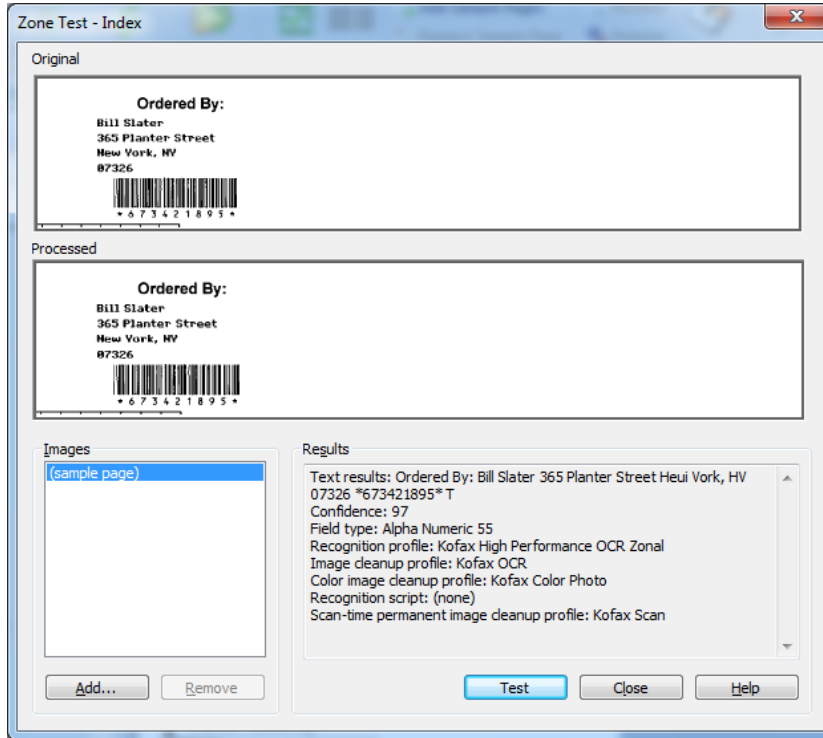 Zone Test - Index
Original
Ordered By:
Bill Slater
365 Planter Street
New York, NY
07326
*673421895*
Processed
Ordered By:
Bill Slater
365 Planter Street
New York, NY
07326
*673421895*
Images
(sample page)
Add...
Remove
Results
Text results: Ordered By: Bill Slater 365 Planter Street Heui Vork, HV
07326 *673421895* T
Confidence: 97
Field type: Alpha Numeric 55
Recognition profile: Kofax High Performance OCR Zonal
Image cleanup profile: Kofax OCR
Color image cleanup profile: Kofax Color Photo
Recognition script: (none)
Scan-time permanent image cleanup profile: Kofax Scan
Test
Close
Help